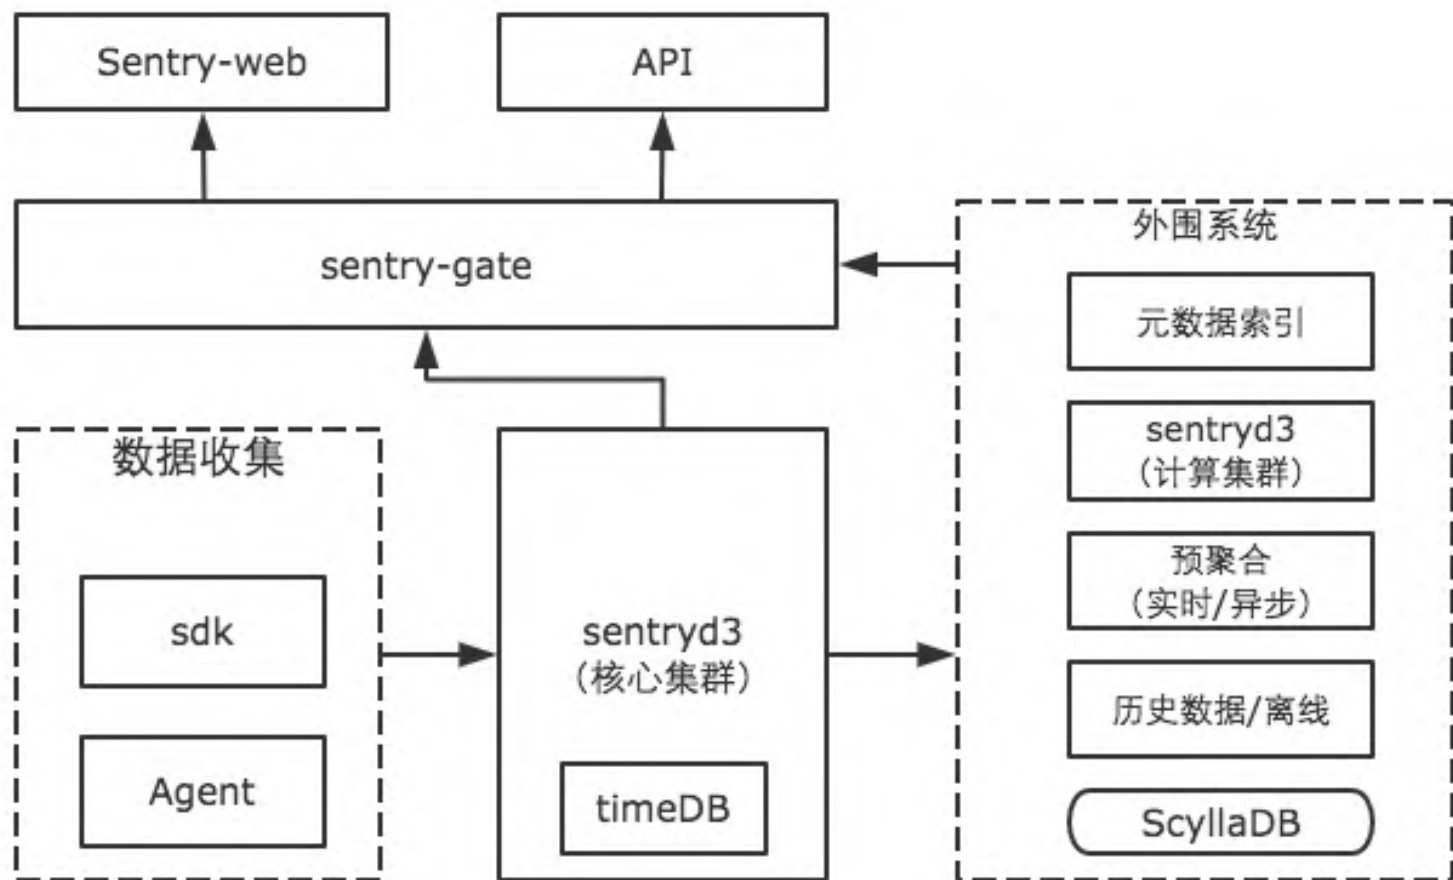 Sentry-web
API
sentry-gate
外围系统
元数据索引
sentryd3
（计算集群）
预聚合
（实时/异步）
历史数据/离线
ScyllaDB
数据收集
sdk
Agent
sentryd3
（核心集群）
timeDB